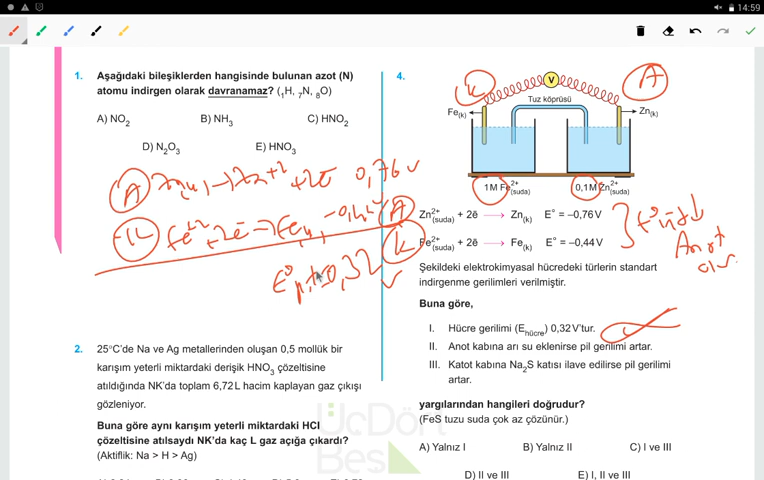 14:59
1. Aşağıdaki bileşiklerden hangisinde bulunan azot (N)
atomu indirgen olarak davranamaz? (₁H, ₇N, ₈O)
A) NO₂ B) NH₃ C) HNO₂
D) N₂O₃ E) HNO₃
A Zn(k) → Zn⁺² + 2ē 0,76 V
Fe⁺² + 2ē → Fe(k) -0,44
E°pil = 0,32 V
2. 25°C'de Na ve Ag metallerinden oluşan 0,5 mollük bir
karışım yeterli miktardaki derişik HNO₃ çözeltisine
atıldığında NK'da toplam 6,72 L hacim kaplayan gaz çıkışı
gözleniyor.
Buna göre aynı karışım yeterli miktardaki HCl
çözeltisine atılsaydı NK'da kaç L gaz açığa çıkardı?
(Aktiflik: Na > H > Ag)
4.
K
V
A
Tuz köprüsü
Fe(k)
Zn(k)
1M Fe²⁺(suda) 0,1M Zn²⁺(suda)
A Zn²⁺(suda) + 2ē → Zn(k) E° = –0,76 V
K Fe²⁺(suda) + 2ē → Fe(k) E° = –0,44 V
Anot
Şekildeki elektrokimyasal hücredeki türlerin standart
indirgenme gerilimleri verilmiştir.
Buna göre,
I. Hücre gerilimi (Ehücre) 0,32 V'tur.
II. Anot kabına arı su eklenirse pil gerilimi artar.
III. Katot kabına Na₂S katısı ilave edilirse pil gerilimi
artar.
yargılarından hangileri doğrudur?
(FeS tuzu suda çok az çözünür.)
A) Yalnız I B) Yalnız II C) I ve III
D) II ve III E) I, II ve III
ÜçDört
Beş